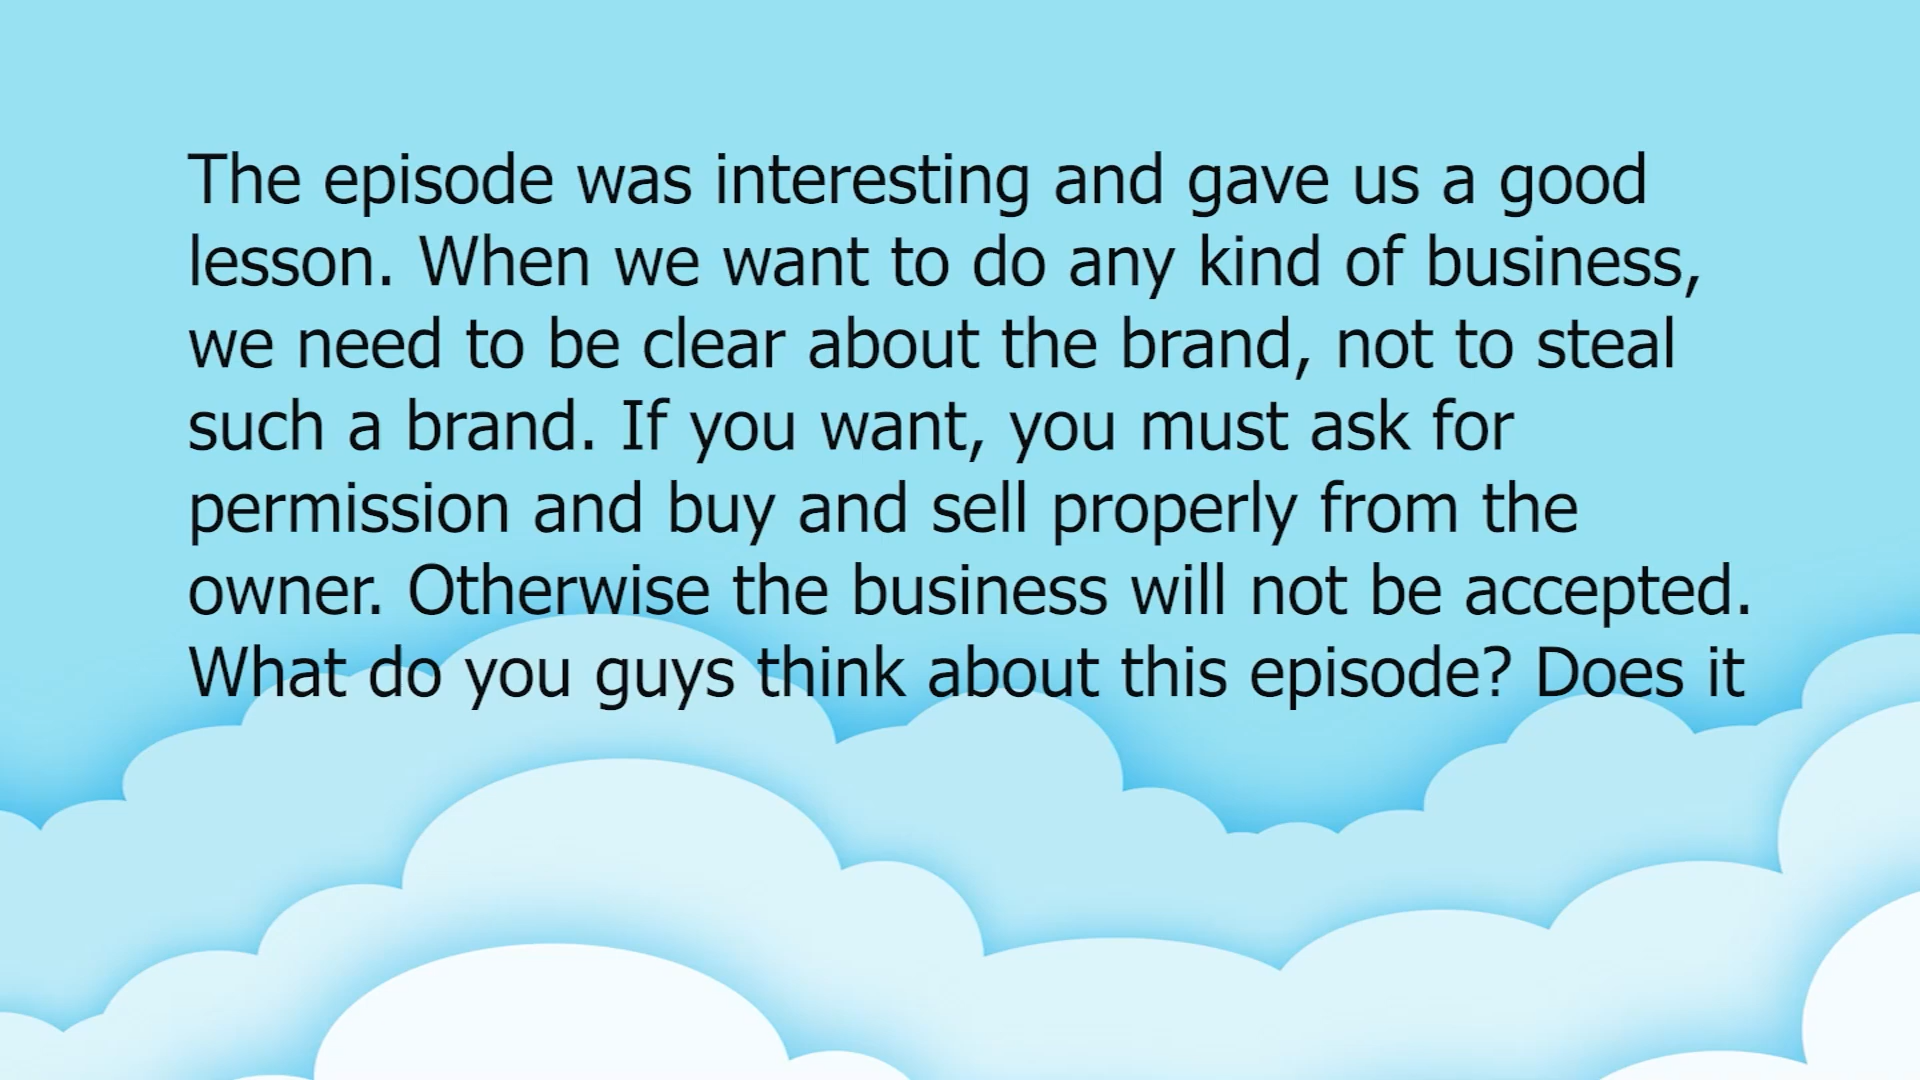 The episode was interesting and gave us a good
lesson. When we want to do any kind of business,
we need to be clear about the brand, not to steal
such a brand. If you want, you must ask for
permission and buy and sell properly from the
owner. Otherwise the business will not be accepted.
What do you guys think about this episode? Does it